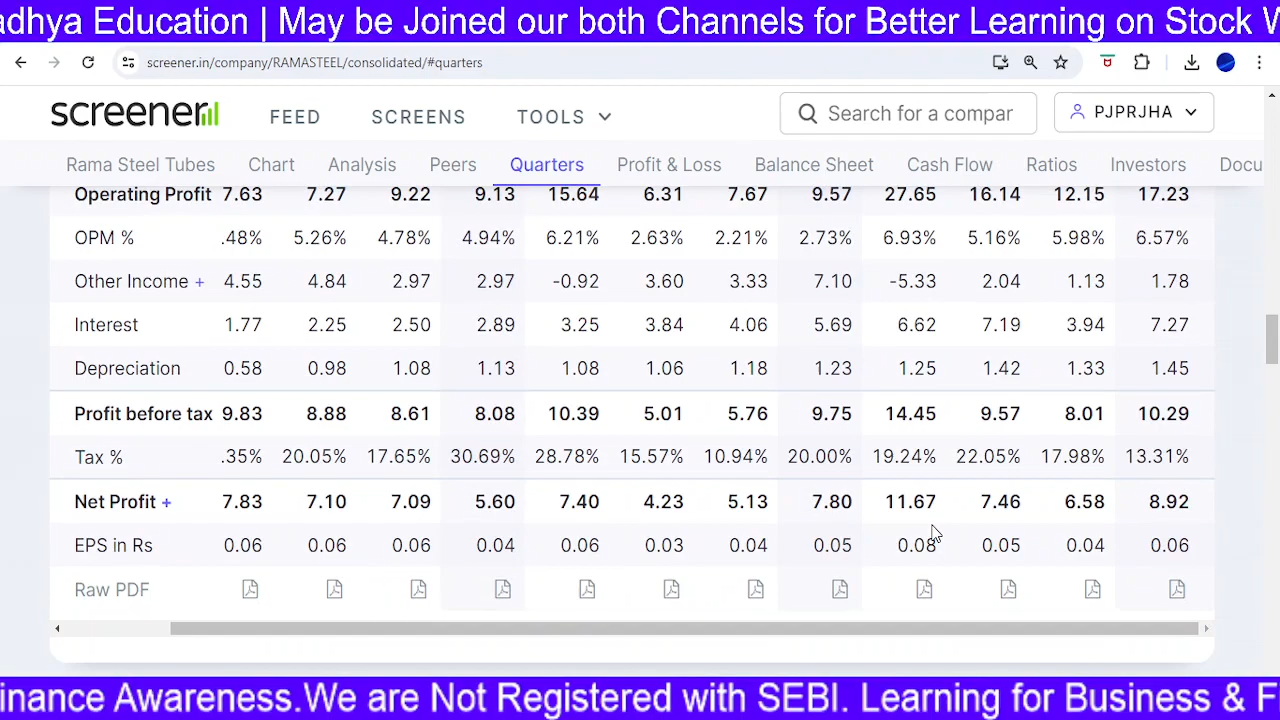 adhya Education | May be Joined our both Channels for Better Learning on Stock W
screener.in/company/RAMASTEEL/consolidated/#quarters
screener FEED SCREENS TOOLS Search for a compar PJPRJHA
Rama Steel Tubes Chart Analysis Peers Quarters Profit & Loss Balance Sheet Cash Flow Ratios Investors Docu
Operating Profit 7.63 7.27 9.22 9.13 15.64 6.31 7.67 9.57 27.65 16.14 12.15 17.23
OPM % .48% 5.26% 4.78% 4.94% 6.21% 2.63% 2.21% 2.73% 6.93% 5.16% 5.98% 6.57%
Other Income + 4.55 4.84 2.97 2.97 -0.92 3.60 3.33 7.10 -5.33 2.04 1.13 1.78
Interest 1.77 2.25 2.50 2.89 3.25 3.84 4.06 5.69 6.62 7.19 3.94 7.27
Depreciation 0.58 0.98 1.08 1.13 1.08 1.06 1.18 1.23 1.25 1.42 1.33 1.45
Profit before tax 9.83 8.88 8.61 8.08 10.39 5.01 5.76 9.75 14.45 9.57 8.01 10.29
Tax % .35% 20.05% 17.65% 30.69% 28.78% 15.57% 10.94% 20.00% 19.24% 22.05% 17.98% 13.31%
Net Profit + 7.83 7.10 7.09 5.60 7.40 4.23 5.13 7.80 11.67 7.46 6.58 8.92
EPS in Rs 0.06 0.06 0.06 0.04 0.06 0.03 0.04 0.05 0.08 0.05 0.04 0.06
Raw PDF
inance Awareness.We are Not Registered with SEBI. Learning for Business & F